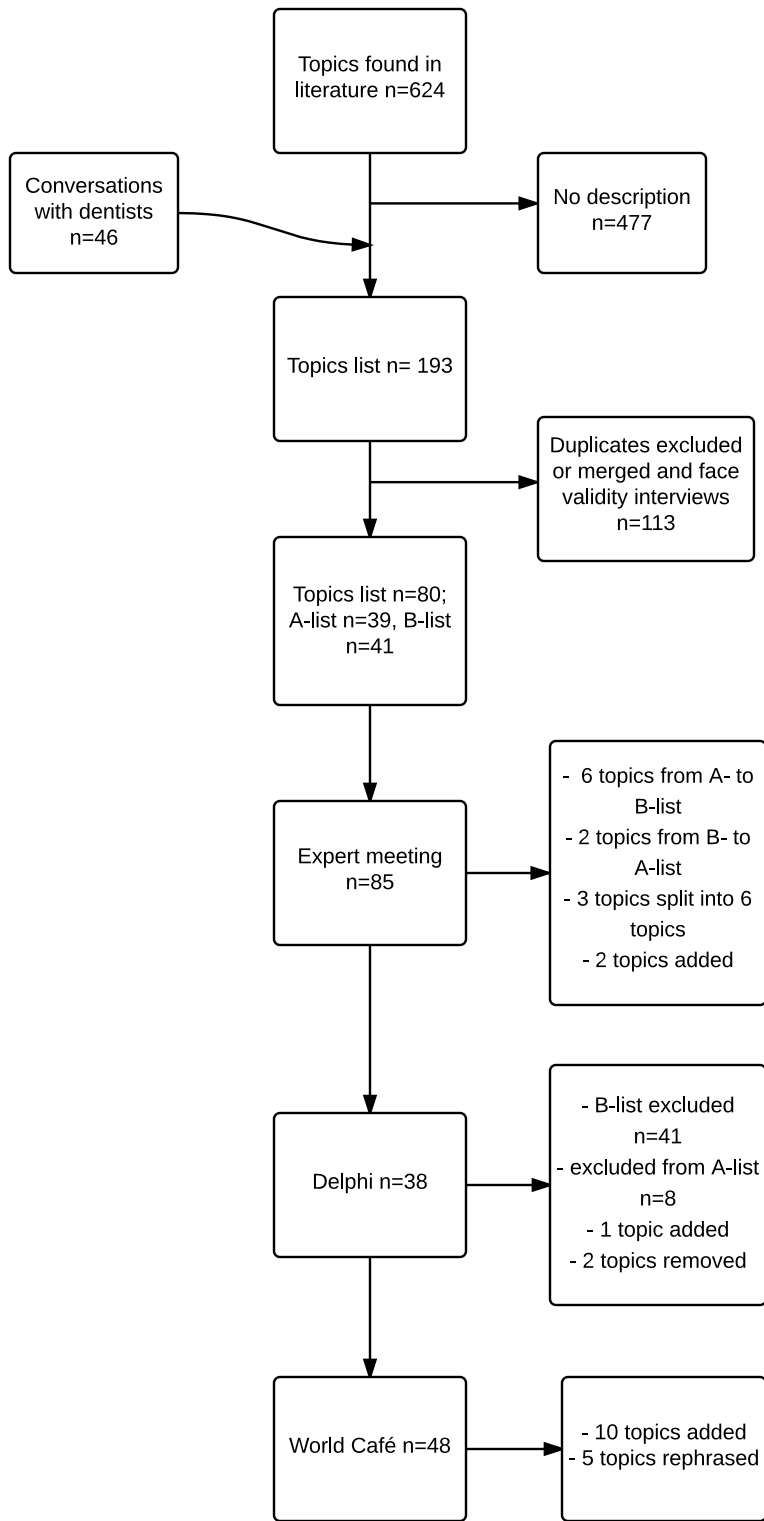 Topics found in
literature n=624
Conversations
with dentists
n=46
No description
n=477
Topics list n= 193
Duplicates excluded
or merged and face
validity interviews
n=113
Topics list n=80;
A-list n=39, B-list
n=41
Expert meeting
n=85
- 6 topics from A- to
B-list
- 2 topics from B- to
A-list
- 3 topics split into 6
topics
- 2 topics added
Delphi n=38
- B-list excluded
n=41
- excluded from A-list
n=8
- 1 topic added
- 2 topics removed
World Café n=48
- 10 topics added
- 5 topics rephrased